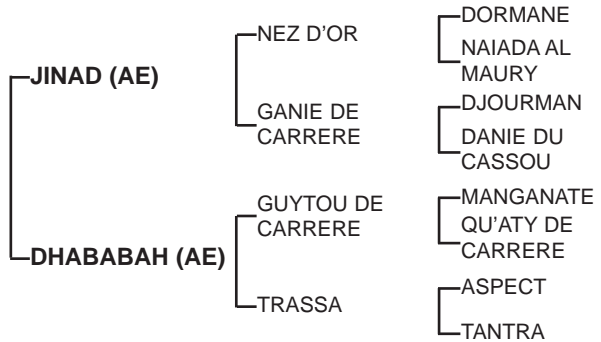 JINAD (AE)
DHABABAH (AE)
NEZ D'OR
GANIE DE
CARRERE
GUYTOU DE
CARRERE
TRASSA
DORMANE
NAIADA AL
MAURY
DJOURMAN
DANIE DU
CASSOU
MANGANATE
QU'ATY DE
CARRERE
ASPECT
TANTRA